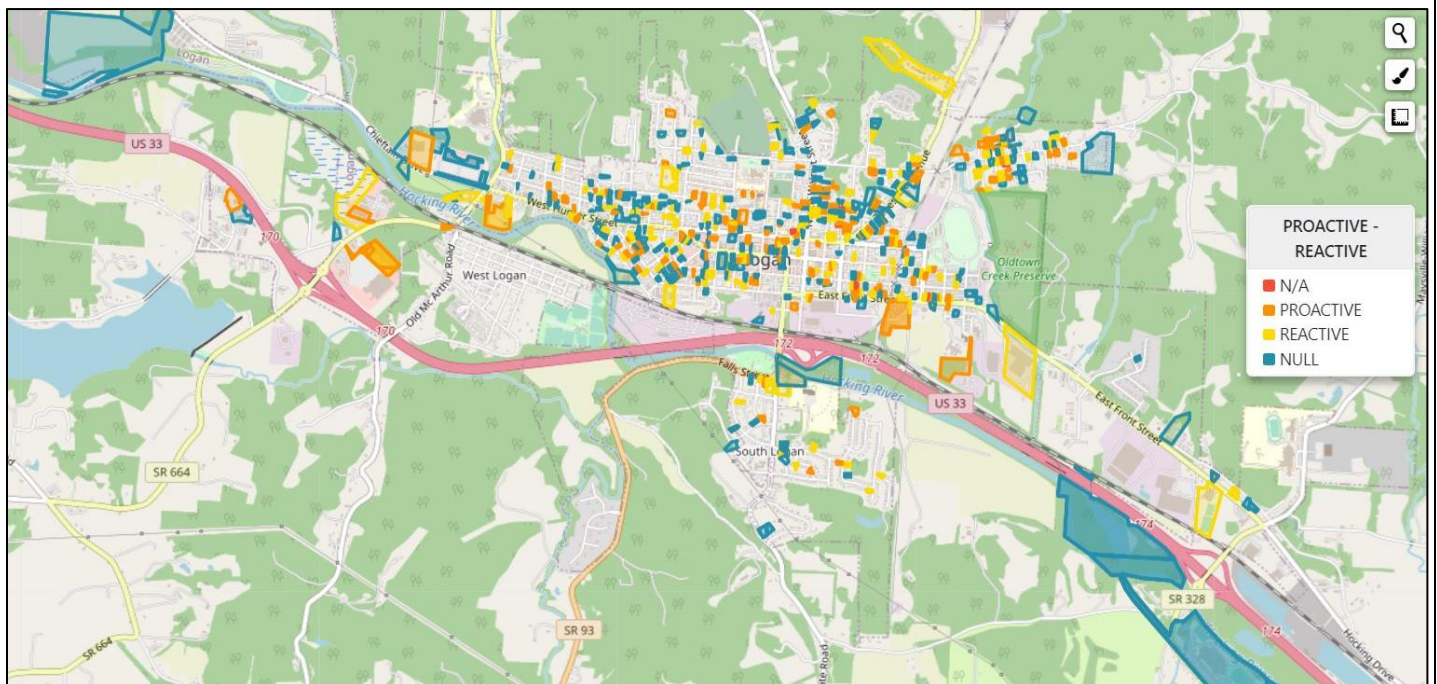 Logan
US 33
Chieftain Drive
Logan
Hocking River
West Hunter Street
170
Old Mc Arthur Road
West Logan
Logan
Oldtown
Creek Preserve
East Front Street
PROACTIVE -
REACTIVE
N/A
PROACTIVE
REACTIVE
NULL
170
172
172
Falls Street
Hocking River
US 33
East Front Street
South Logan
SR 664
174
SR 328
SR 93
174
SR 664
Hocking Drive